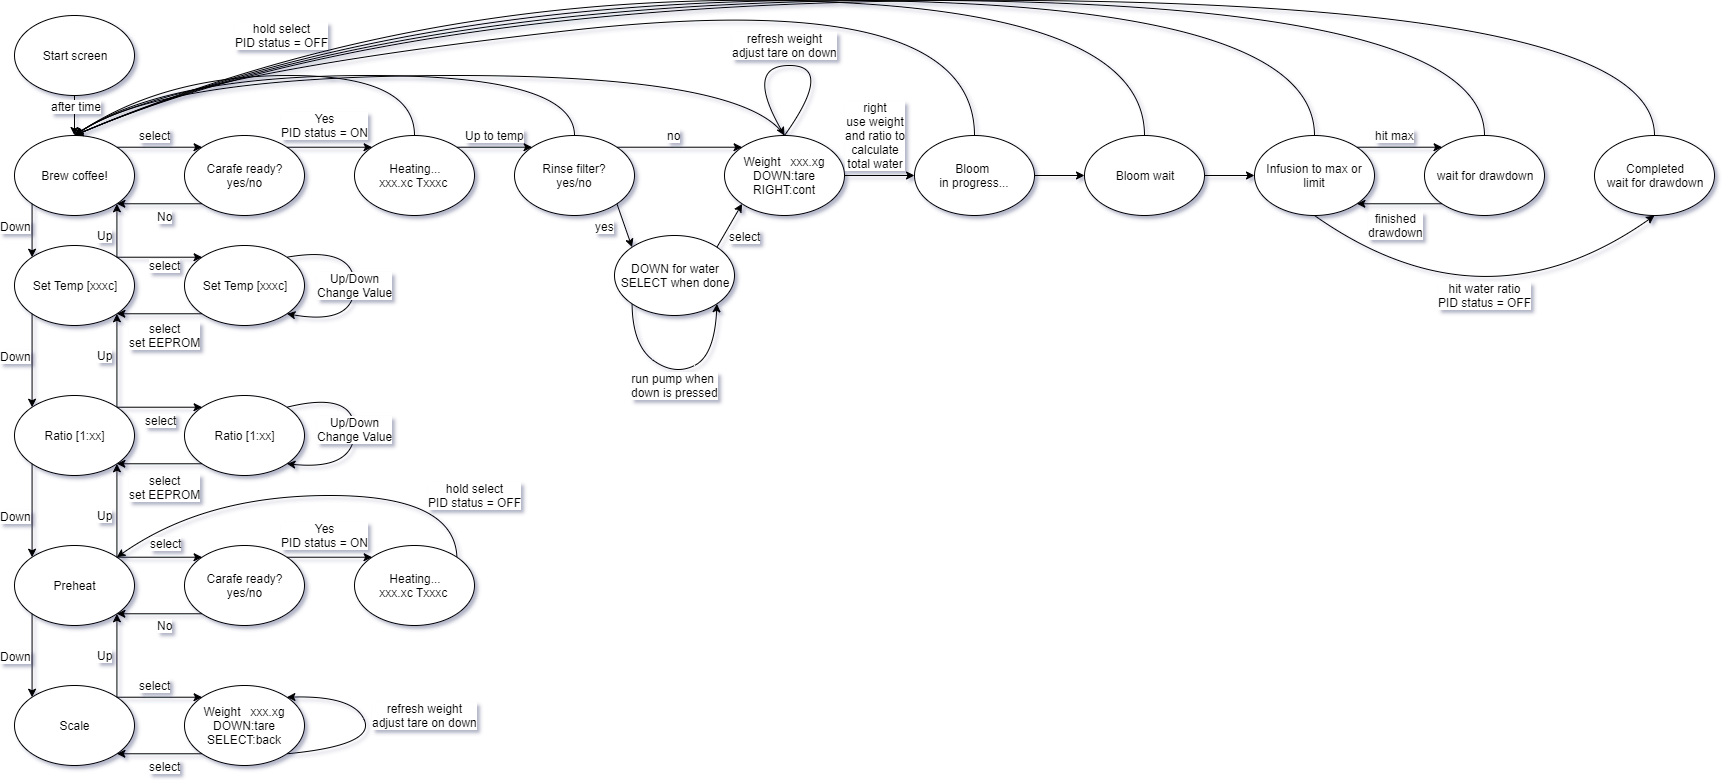 hold select
PID status = OFF
Start screen
after time
refresh weight
adjust tare on down
Brew coffee!
select
No
Carafe ready?
yes/no
Yes
PID status = ON
Heating...
xxx.xc Txxxc
Up to temp
Rinse filter?
yes/no
no
yes
Weight   xxx.xg
DOWN:tare
RIGHT:cont
right
use weight
and ratio to
calculate
total water
Bloom
in progress...
Bloom wait
Infusion to max or
limit
hit max
finished
drawdown
wait for drawdown
Completed
wait for drawdown
hit water ratio
PID status = OFF
DOWN for water
SELECT when done
select
run pump when
down is pressed
Down
Up
Set Temp [xxxc]
select
select
set EEPROM
Set Temp [xxxc]
Up/Down
Change Value
Down
Up
Ratio [1:xx]
select
select
set EEPROM
Ratio [1:xx]
Up/Down
Change Value
Down
Up
hold select
PID status = OFF
Preheat
select
No
Carafe ready?
yes/no
Yes
PID status = ON
Heating...
xxx.xc Txxxc
Down
Up
Scale
select
select
Weight   xxx.xg
DOWN:tare
SELECT:back
refresh weight
adjust tare on down